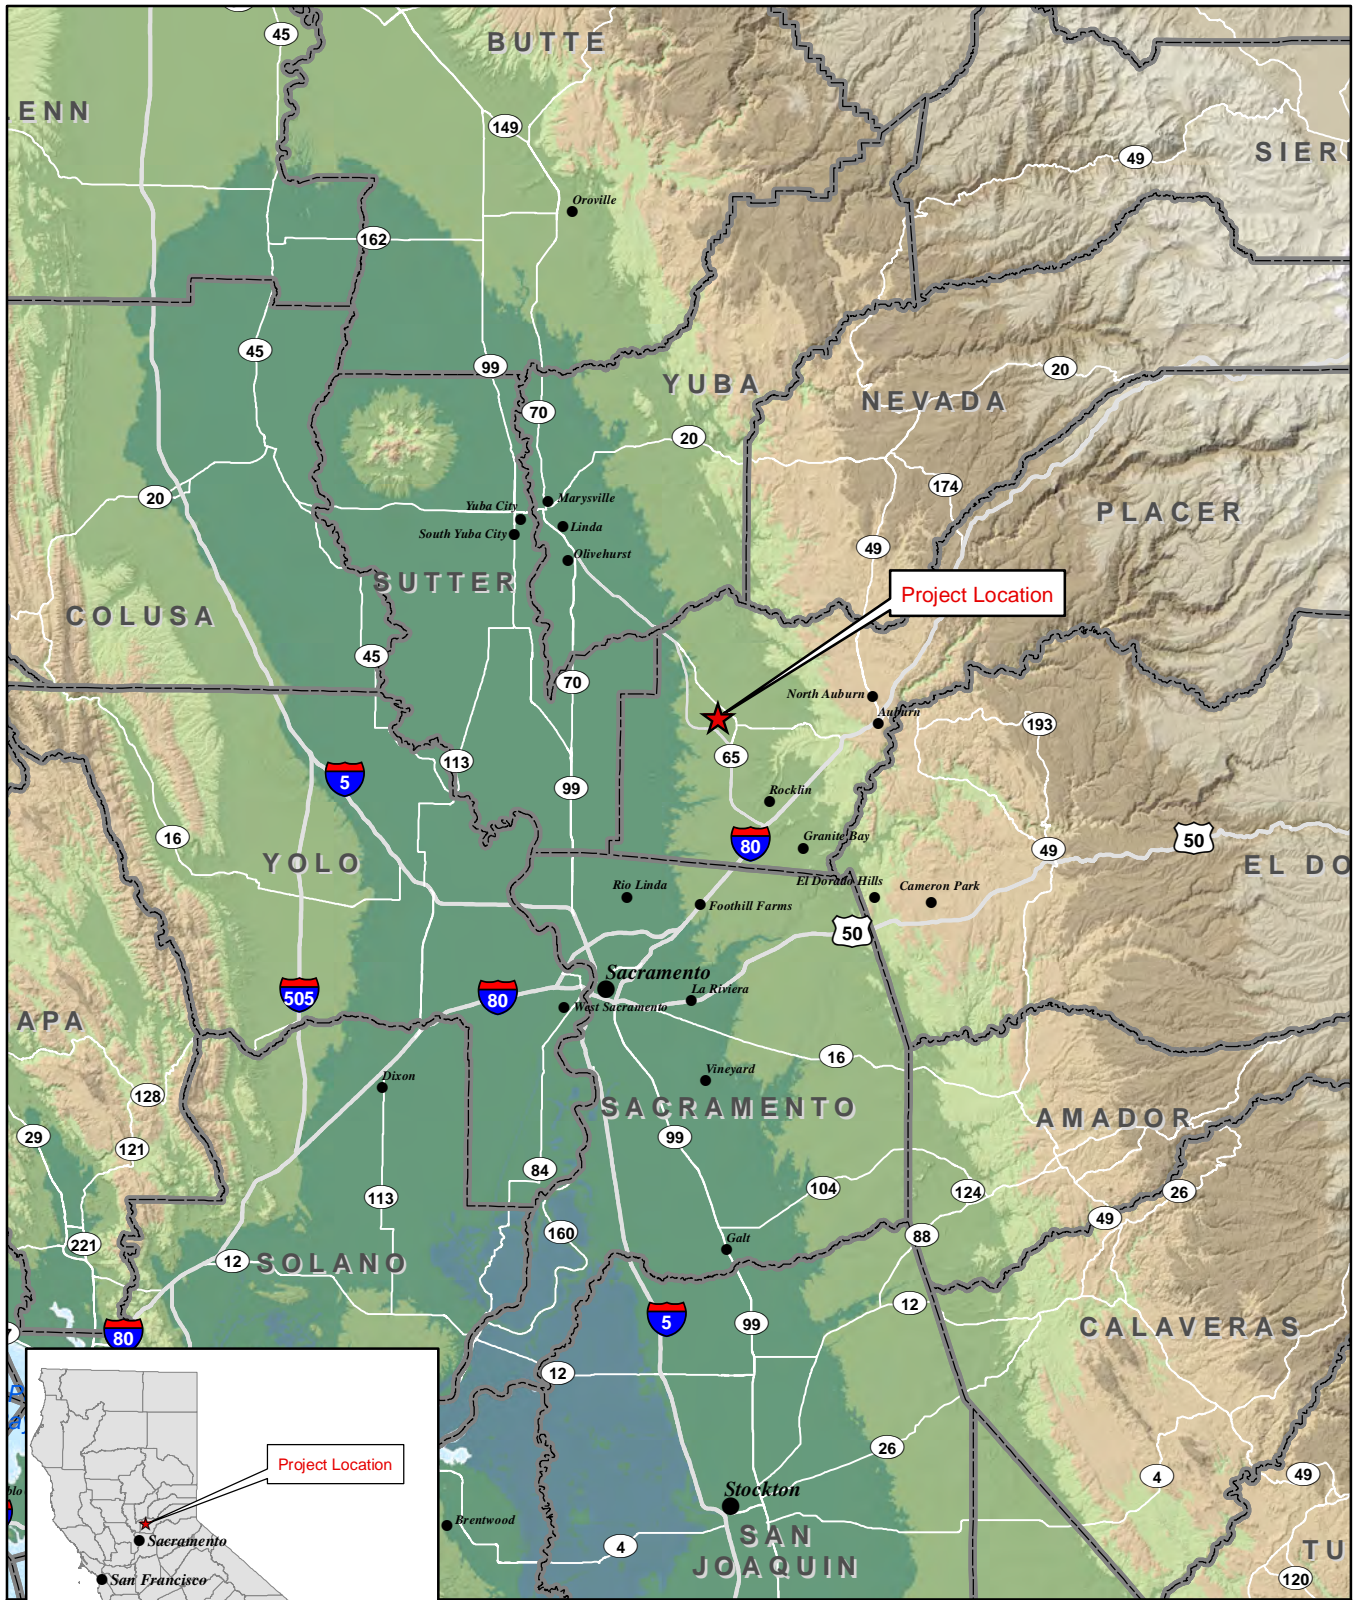 45
BUTTE
ENN
149
49
SIER
Oroville
162
45
99
20
YUBA
NEVADA
70
20
174
20
Marysville
Yuba City
Linda
South Yuba City
PLACER
49
Olivehurst
SUTTER
Project Location
COLUSA
45
70
North Auburn
Auburn
193
65
113
5
99
Rocklin
16
80
Granite Bay
50
49
YOLO
EL DO
El Dorado Hills
Cameron Park
Rio Linda
Foothill Farms
50
Sacramento
505
80
La Riviera
West Sacramento
APA
16
Vineyard
Dixon
128
SACRAMENTO
AMADOR
29
99
121
84
104
124
26
113
49
160
88
221
Galt
12
SOLANO
12
5
99
80
CALAVERAS
12
Project Location
26
4
49
Stockton
Brentwood
Sacramento
4
SAN
JOAQUIN
TU
San Francisco
120